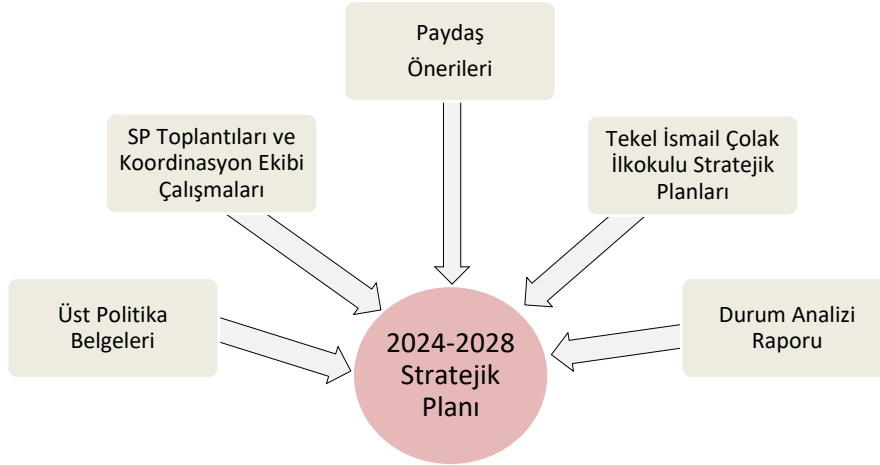 Paydaş
Önerileri
SP Toplantıları ve
Koordinasyon Ekibi
Çalışmaları
Tekel İsmail Çolak
İlkokulu Stratejik
Planları
Üst Politika
Belgeleri
Durum Analizi
Raporu
2024-2028
Stratejik
Planı